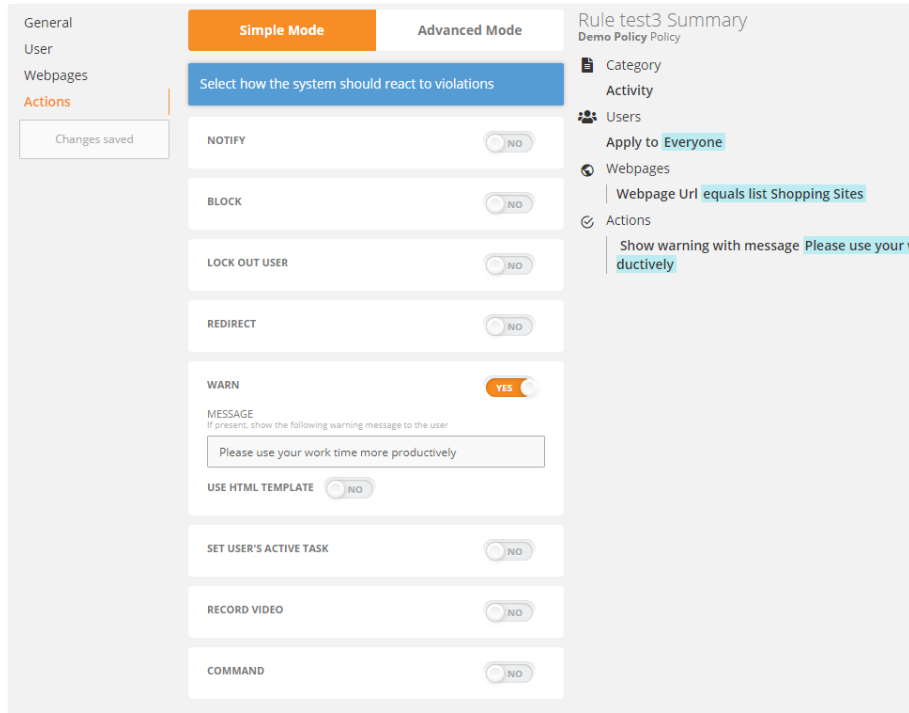 General
User
Webpages
Actions
Changes saved
Simple Mode
Advanced Mode
Select how the system should react to violations
NOTIFY
NO
BLOCK
NO
LOCK OUT USER
NO
REDIRECT
NO
WARN
YES
MESSAGE
If present, show the following warning message to the user
Please use your work time more productively
USE HTML TEMPLATE
NO
SET USER'S ACTIVE TASK
NO
RECORD VIDEO
NO
COMMAND
NO
Rule test3 Summary
Demo Policy Policy
Category
Activity
Users
Apply to Everyone
Webpages
Webpage Url equals list Shopping Sites
Actions
Show warning with message Please use your
ductively